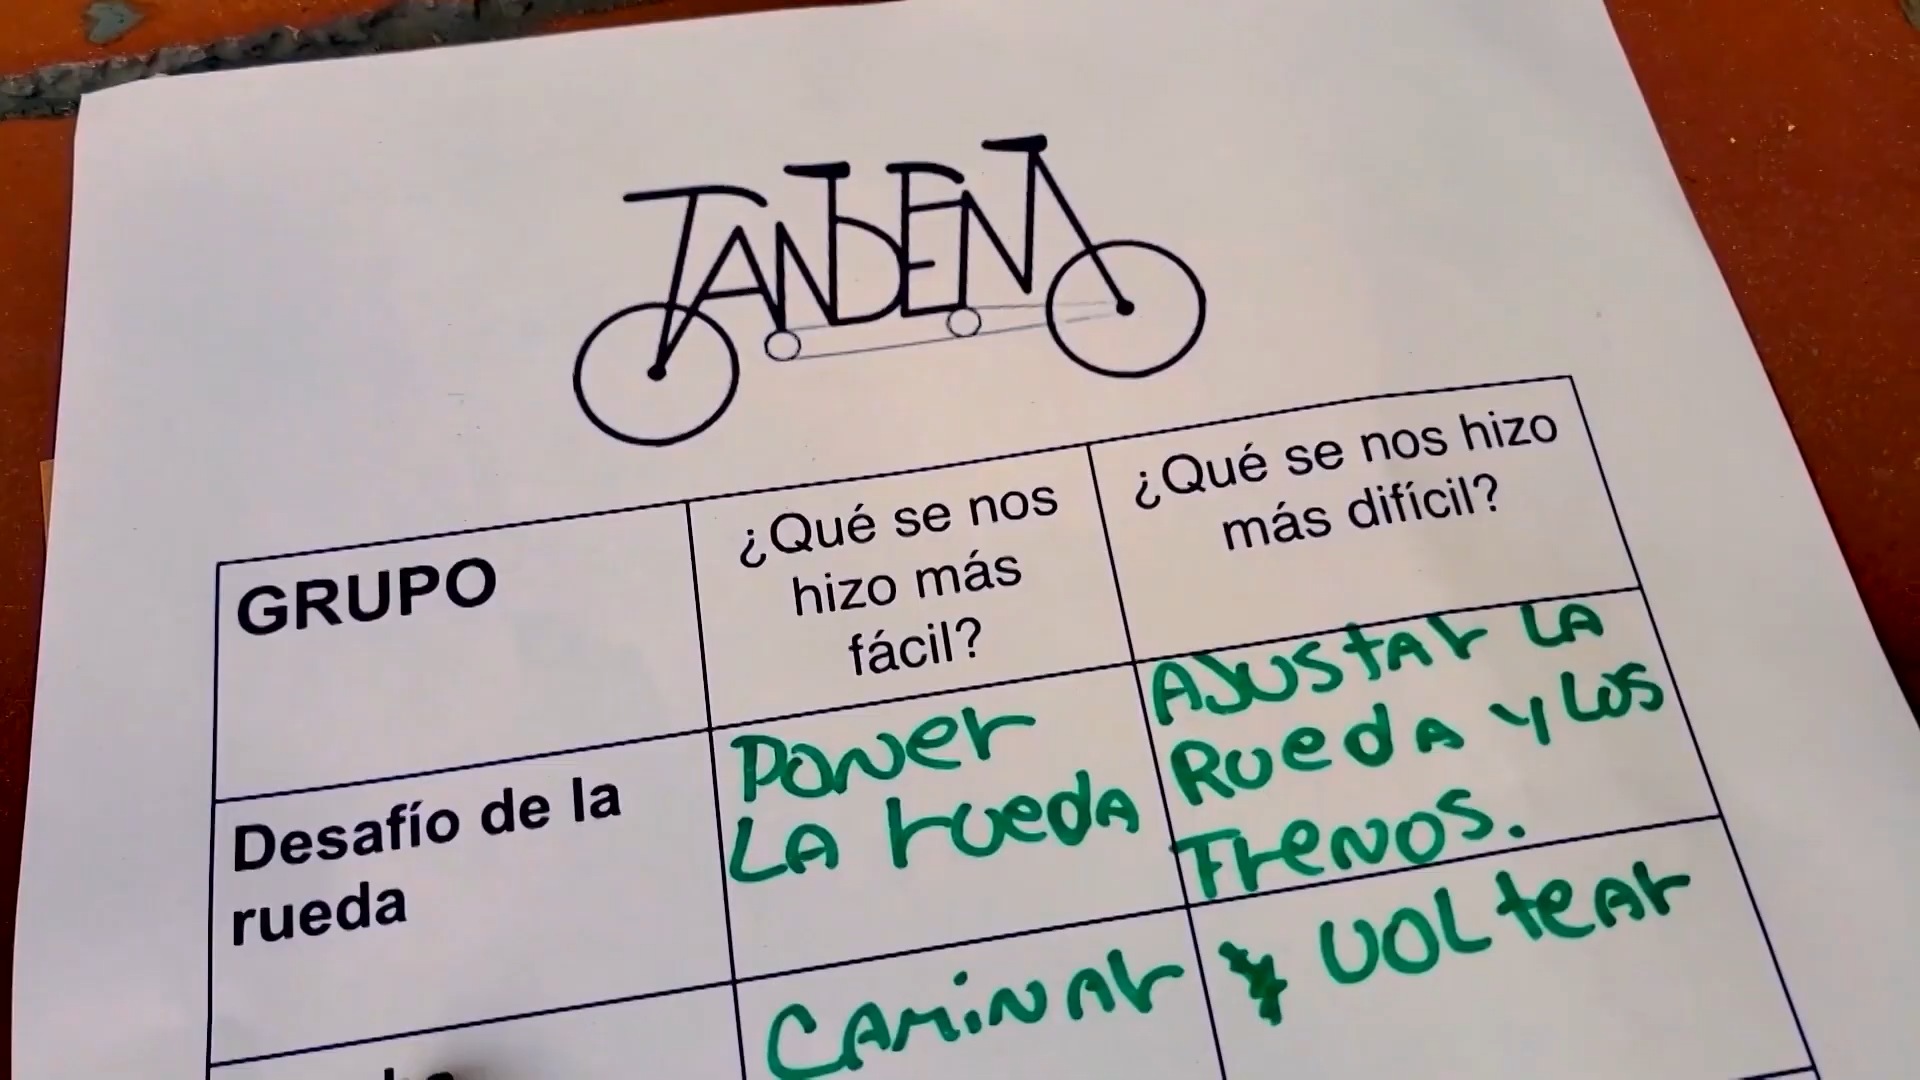 TANDEM
GRUPO
¿Qué se nos
hizo más
fácil?
¿Qué se nos hizo
más difícil?
Desafío de la
rueda
PONer
LA rueda
AJUStAr LA
RuedA y LOS
FreNOS.
CAMiNAr
VOLteAr